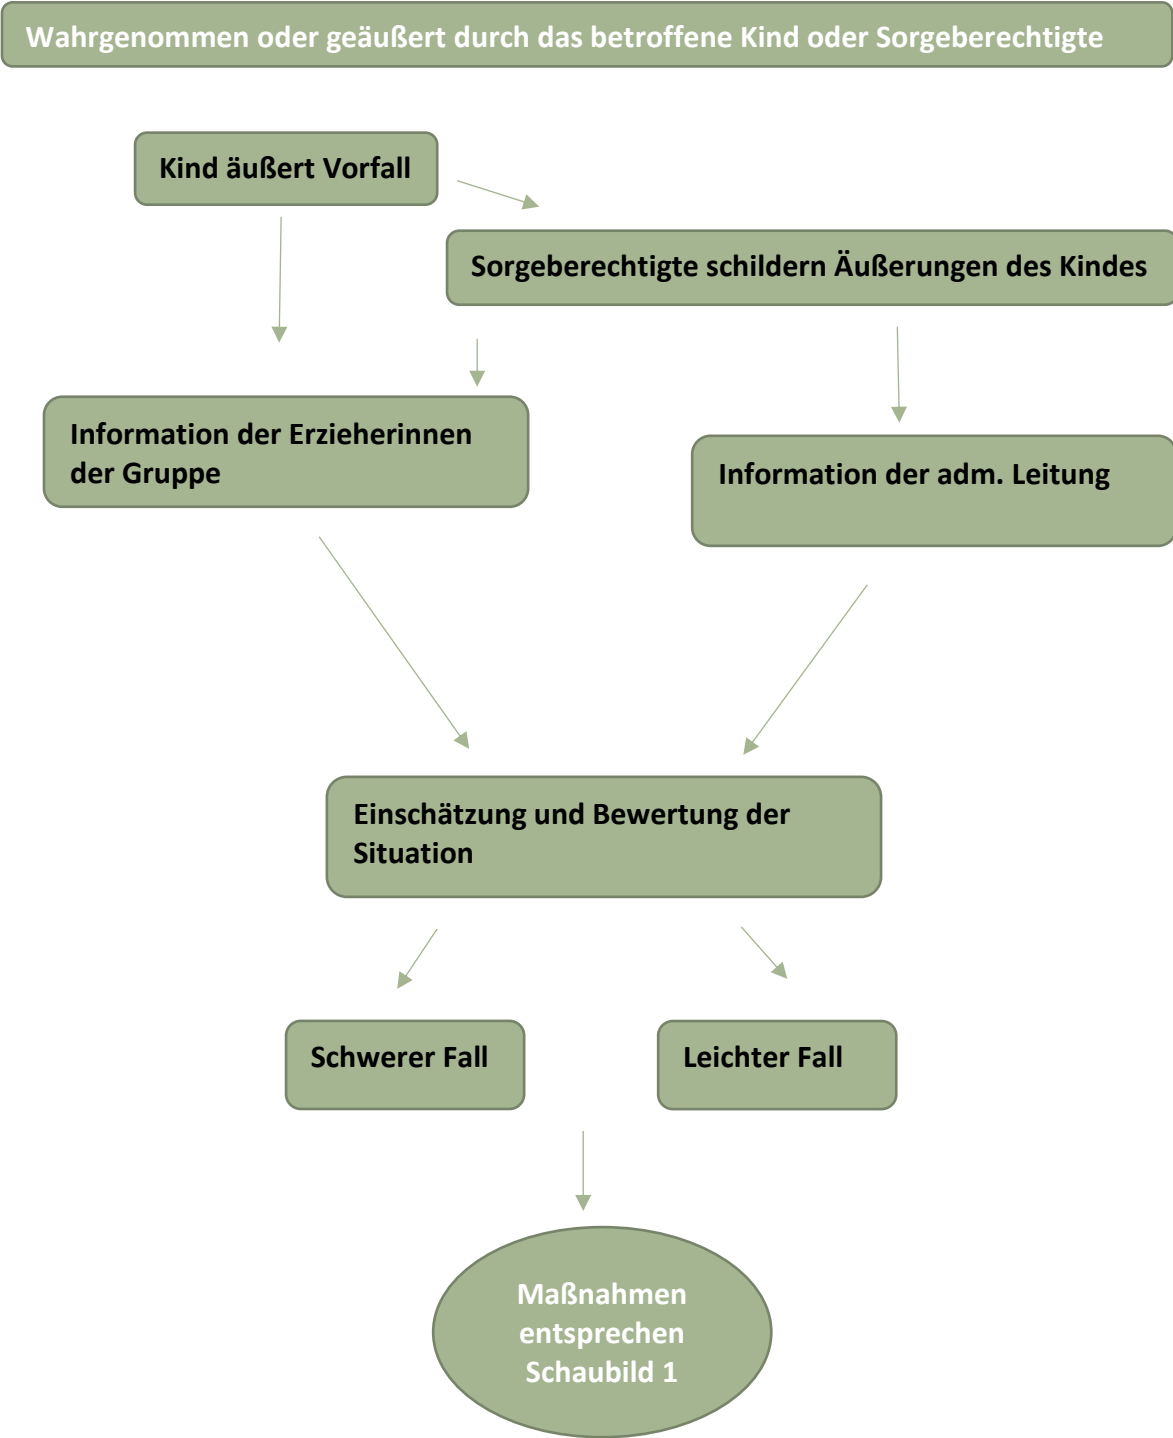 Wahrgenommen oder geäußert durch das betroffene Kind oder Sorgeberechtigte
Kind äußert Vorfall
Sorgeberechtigte schildern Äußerungen des Kindes
Information der Erzieherinnen
der Gruppe
Information der adm. Leitung
Einschätzung und Bewertung der
Situation
Schwerer Fall
Leichter Fall
Maßnahmen
entsprechen
Schaubild 1